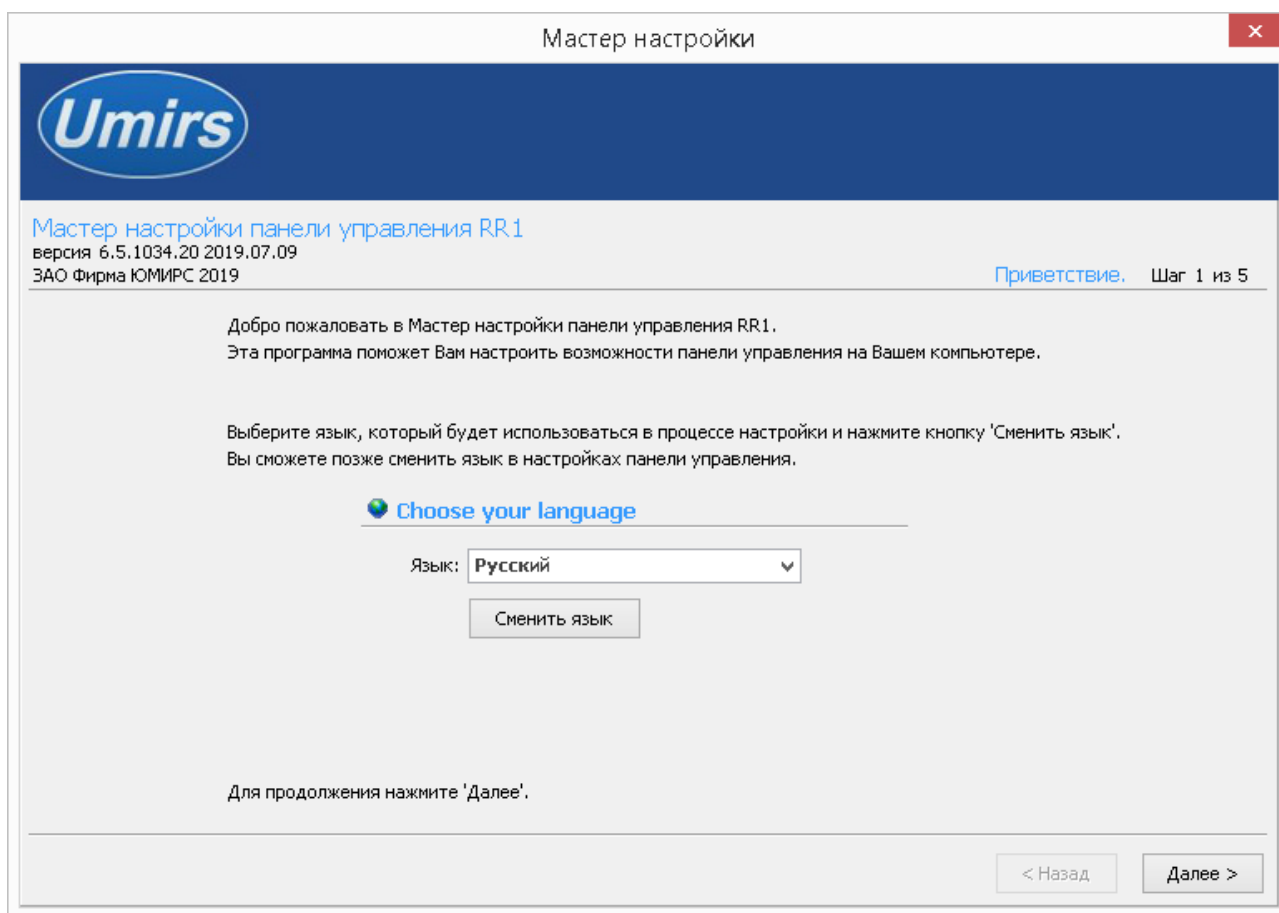 Мастер настройки
Umirs
Мастер настройки панели управления RR1
версия 6.5.1034.20 2019.07.09
ЗАО Фирма ЮМИРС 2019
Приветствие. Шаг 1 из 5
Добро пожаловать в Мастер настройки панели управления RR1.
Эта программа поможет Вам настроить возможности панели управления на Вашем компьютере.
Выберите язык, который будет использоваться в процессе настройки и нажмите кнопку 'Сменить язык'.
Вы сможете позже сменить язык в настройках панели управления.
Choose your language
Язык: Русский
Сменить язык
Для продолжения нажмите 'Далее'.
< Назад Далее >